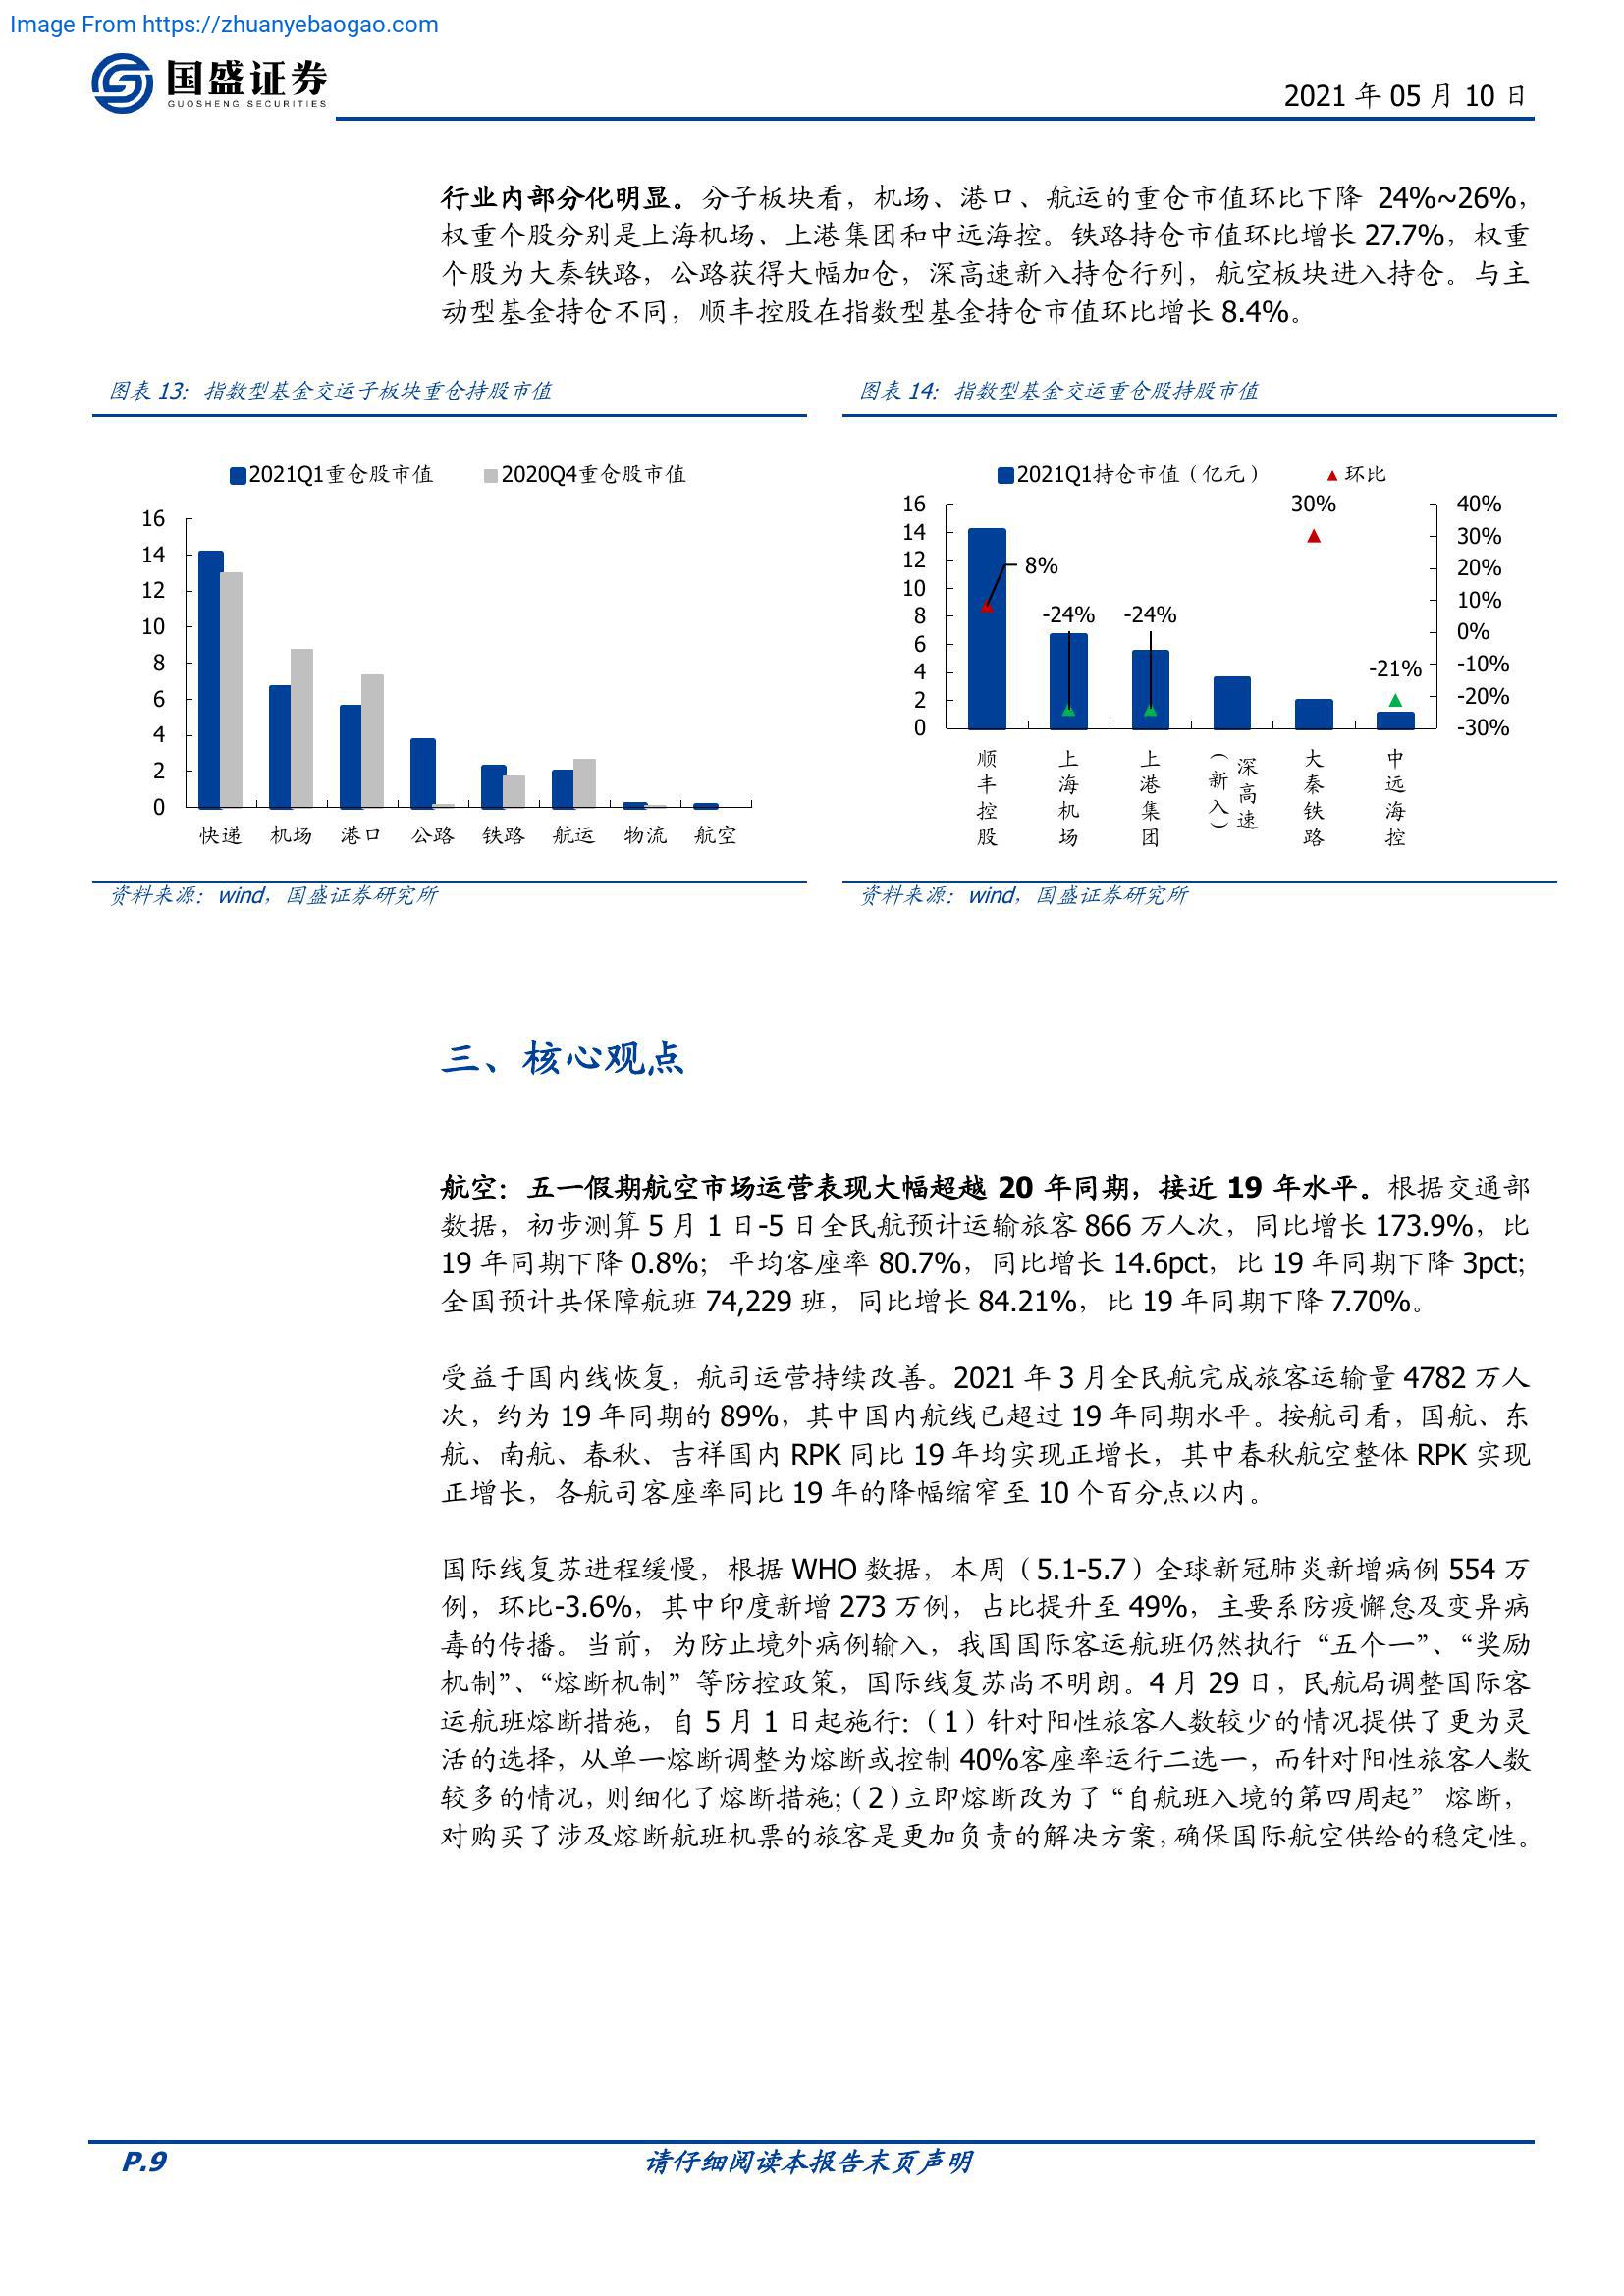 Image From https://zhuanyebaogao.com
国盛证券
GUOSHENG SECURITIES
2021 年 05 月 10 日
行业内部分化明显。分子板块看，机场、港口、航运的重仓市值环比下降 24%~26%，
权重个股分别是上海机场、上港集团和中远海控。铁路持仓市值环比增长 27.7%，权重
个股为大秦铁路，公路获得大幅加仓，深高速新入持仓行列，航空板块进入持仓。与主
动型基金持仓不同，顺丰控股在指数型基金持仓市值环比增长 8.4%。
图表 13：指数型基金交运子板块重仓持股市值
2021Q1重仓股市值 2020Q4重仓股市值
16
14
12
10
8
6
4
2
0
快递 机场 港口 公路 铁路 航运 物流 航空
资料来源：wind，国盛证券研究所
图表 14：指数型基金交运重仓股持股市值
2021Q1持仓市值（亿元） 环比
16
14
12
10
8
6
4
2
0
8%
-24%
-24%
30%
-21%
40%
30%
20%
10%
0%
-10%
-20%
-30%
顺丰控股
上海机场
上港集团
深高速
（新入）
大秦铁路
中远海控
资料来源：wind，国盛证券研究所
三、核心观点
航空：五一假期航空市场运营表现大幅超越 20 年同期，接近 19 年水平。根据交通部
数据，初步测算 5 月 1 日-5 日全民航预计运输旅客 866 万人次，同比增长 173.9%，比
19 年同期下降 0.8%；平均客座率 80.7%，同比增长 14.6pct，比 19 年同期下降 3pct；
全国预计共保障航班 74,229 班，同比增长 84.21%，比 19 年同期下降 7.70%。
受益于国内线恢复，航司运营持续改善。2021 年 3 月全民航完成旅客运输量 4782 万人
次，约为 19 年同期的 89%，其中国内航线已超过 19 年同期水平。按航司看，国航、东
航、南航、春秋、吉祥国内 RPK 同比 19 年均实现正增长，其中春秋航空整体 RPK 实现
正增长，各航司客座率同比 19 年的降幅缩窄至 10 个百分点以内。
国际线复苏进程缓慢，根据 WHO 数据，本周（5.1-5.7）全球新冠肺炎新增病例 554 万
例，环比-3.6%，其中印度新增 273 万例，占比提升至 49%，主要系防疫懈怠及变异病
毒的传播。当前，为防止境外病例输入，我国国际客运航班仍然执行“五个一”、“奖励
机制”、“熔断机制”等防控政策，国际线复苏尚不明朗。4 月 29 日，民航局调整国际客
运航班熔断措施，自 5 月 1 日起施行：（1）针对阳性旅客人数较少的情况提供了更为灵
活的选择，从单一熔断调整为熔断或控制 40%客座率运行二选一，而针对阳性旅客人数
较多的情况，则细化了熔断措施；（2）立即熔断改为了“自航班入境的第四周起” 熔断，
对购买了涉及熔断航班机票的旅客是更加负责的解决方案，确保国际航空供给的稳定性。
P.9
请仔细阅读本报告末页声明